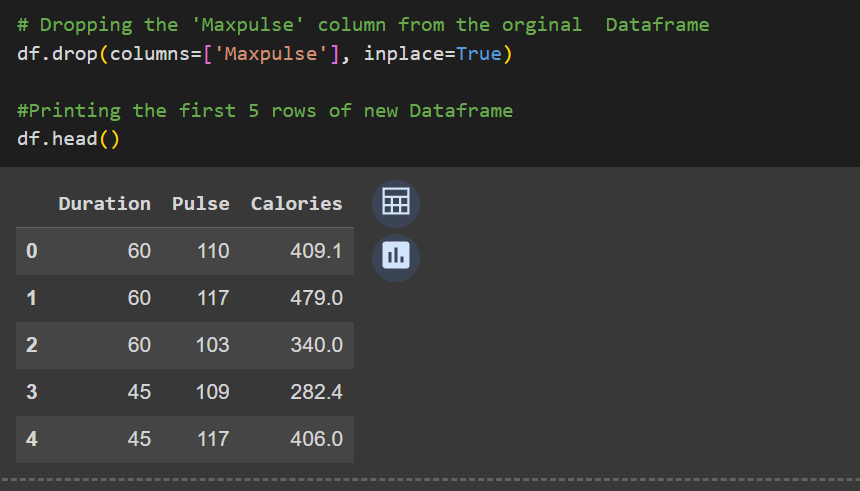 # Dropping the 'Maxpulse' column from the orginal  Dataframe
df.drop(columns=['Maxpulse'], inplace=True)
#Printing the first 5 rows of new Dataframe
df.head()
Duration Pulse Calories
0 60 110 409.1
1 60 117 479.0
2 60 103 340.0
3 45 109 282.4
4 45 117 406.0